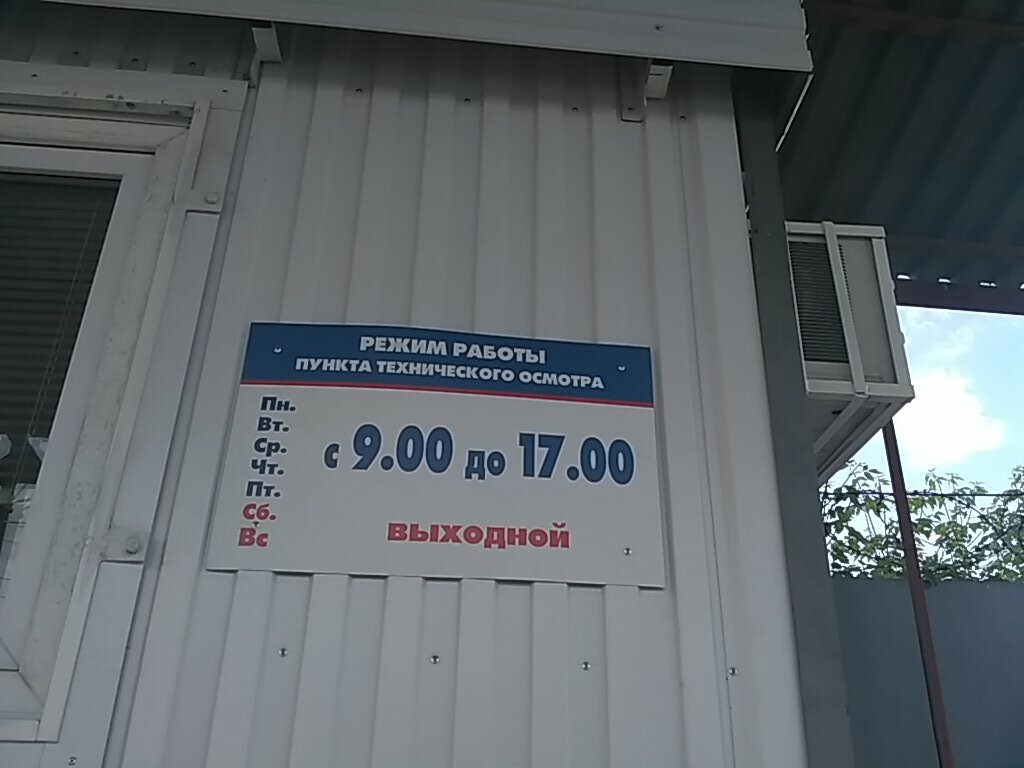 РЕЖИМ РАБОТЫ
ПУНКТА ТЕХНИЧЕСКОГО ОСМОТРА
Пн.
Вт.
Ср.
Чт.
Пт.
с 9.00 до 17.00
Сб.
Вс
ВЫХОДНОЙ